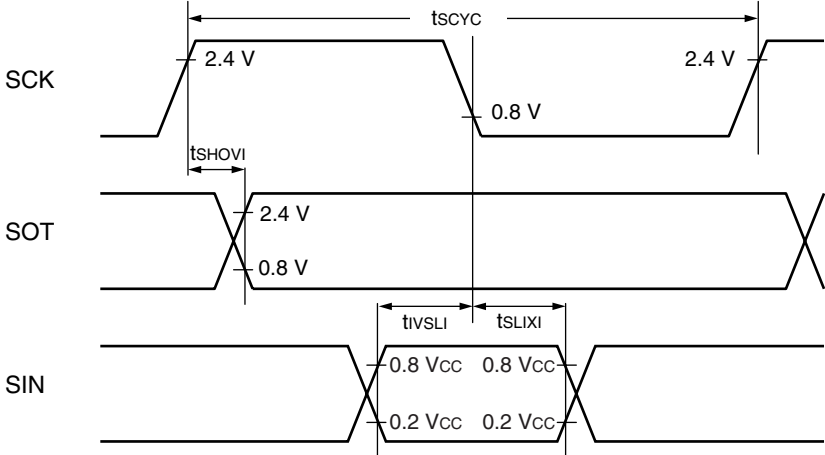 tSCYC
SCK
2.4 V
2.4 V
0.8 V
tSHOVI
SOT
2.4 V
0.8 V
tIVSLI
tSLIXI
SIN
0.8 VCC
0.8 VCC
0.2 VCC
0.2 VCC